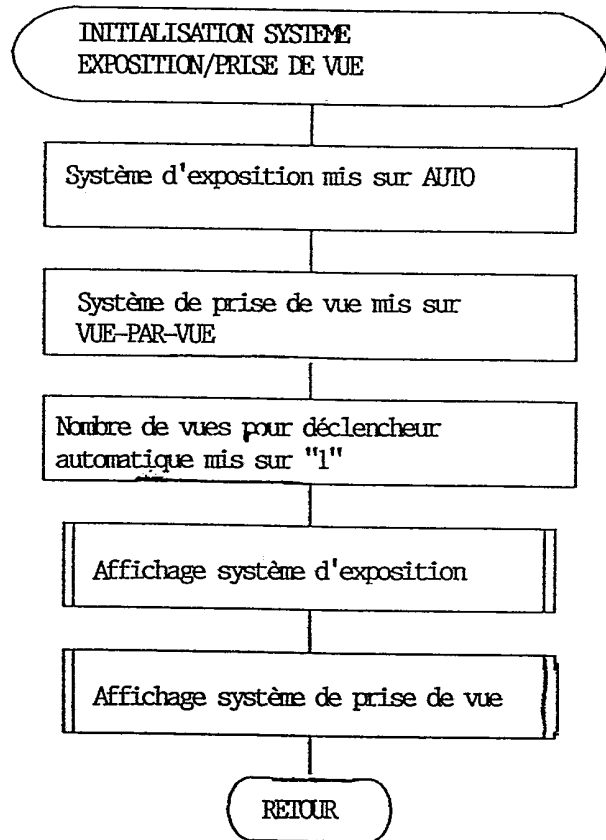 INITIALISATION SYSTEME
EXPOSITION/PRISE DE VUE
Système d'exposition mis sur AUTO
Système de prise de vue mis sur
VUE-PAR-VUE
Nombre de vues pour déclencheur
automatique mis sur "1"
Affichage système d'exposition
Affichage système de prise de vue
RETOUR